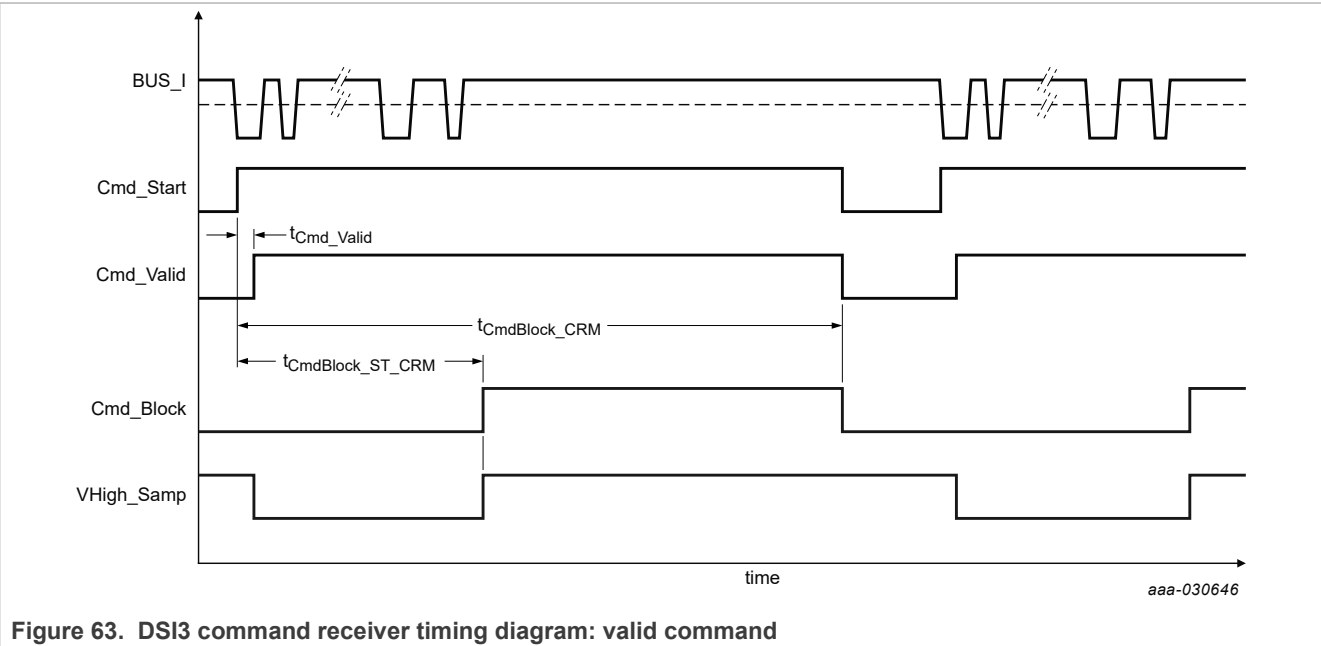 BUS_I
Cmd_Start
tCmd_Valid
Cmd_Valid
tCmdBlock_CRM
tCmdBlock_ST_CRM
Cmd_Block
VHigh_Samp
time
aaa-030646
Figure 63. DSI3 command receiver timing diagram: valid command